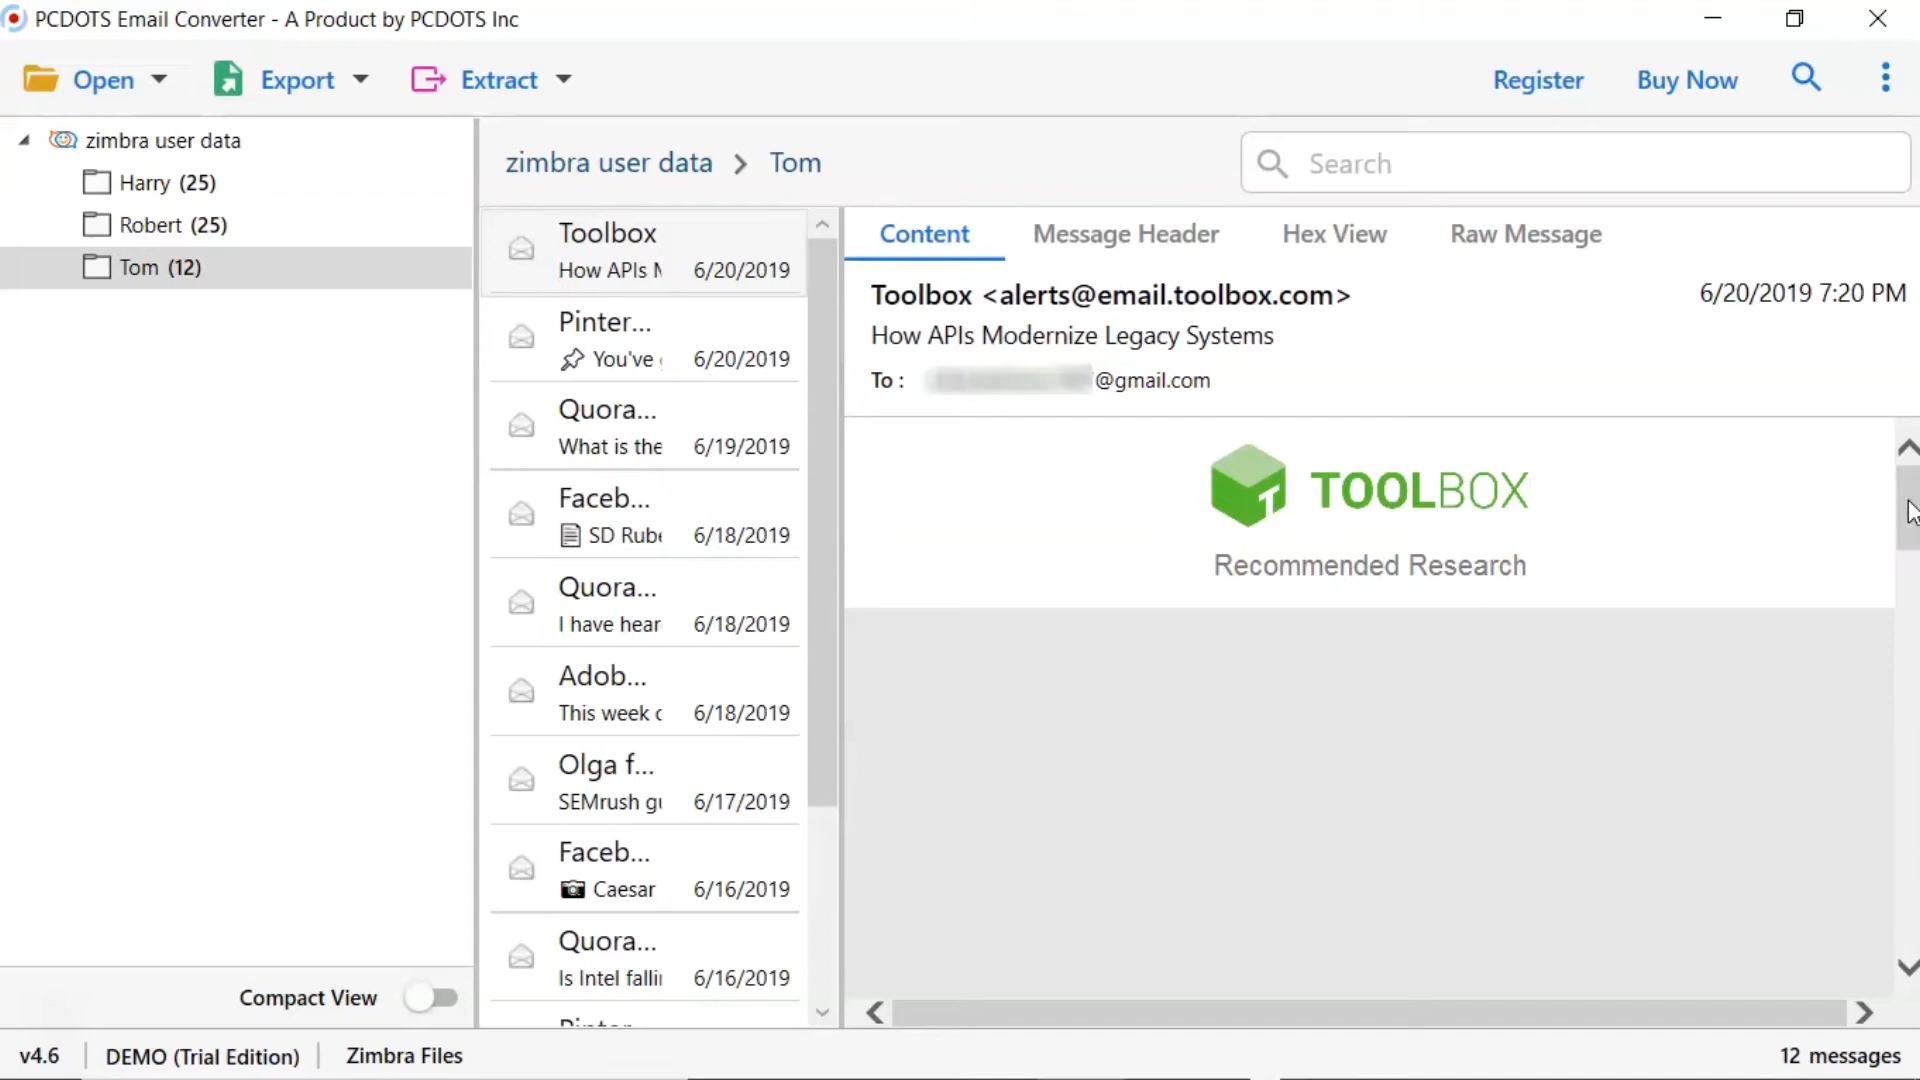 PCDOTS Email Converter - A Product by PCDOTS Inc
Open Export Extract Register Buy Now
zimbra user data
Harry (25)
Robert (25)
Tom (12)
Compact View
zimbra user data > Tom
Search
Toolbox
How APIs 6/20/2019
Pinter...
You've 6/20/2019
Quora...
What is the 6/19/2019
Faceb...
SD Rube 6/18/2019
Quora...
I have hear 6/18/2019
Adob...
This week 6/18/2019
Olga f...
SEMrush 6/17/2019
Faceb...
Caesar 6/16/2019
Quora...
Is Intel 6/16/2019
Content Message Header Hex View Raw Message
Toolbox <alerts@email.toolbox.com> 6/20/2019 7:20 PM
How APIs Modernize Legacy Systems
To : @gmail.com
TOOLBOX
Recommended Research
v4.6 DEMO (Trial Edition) Zimbra Files 12 messages